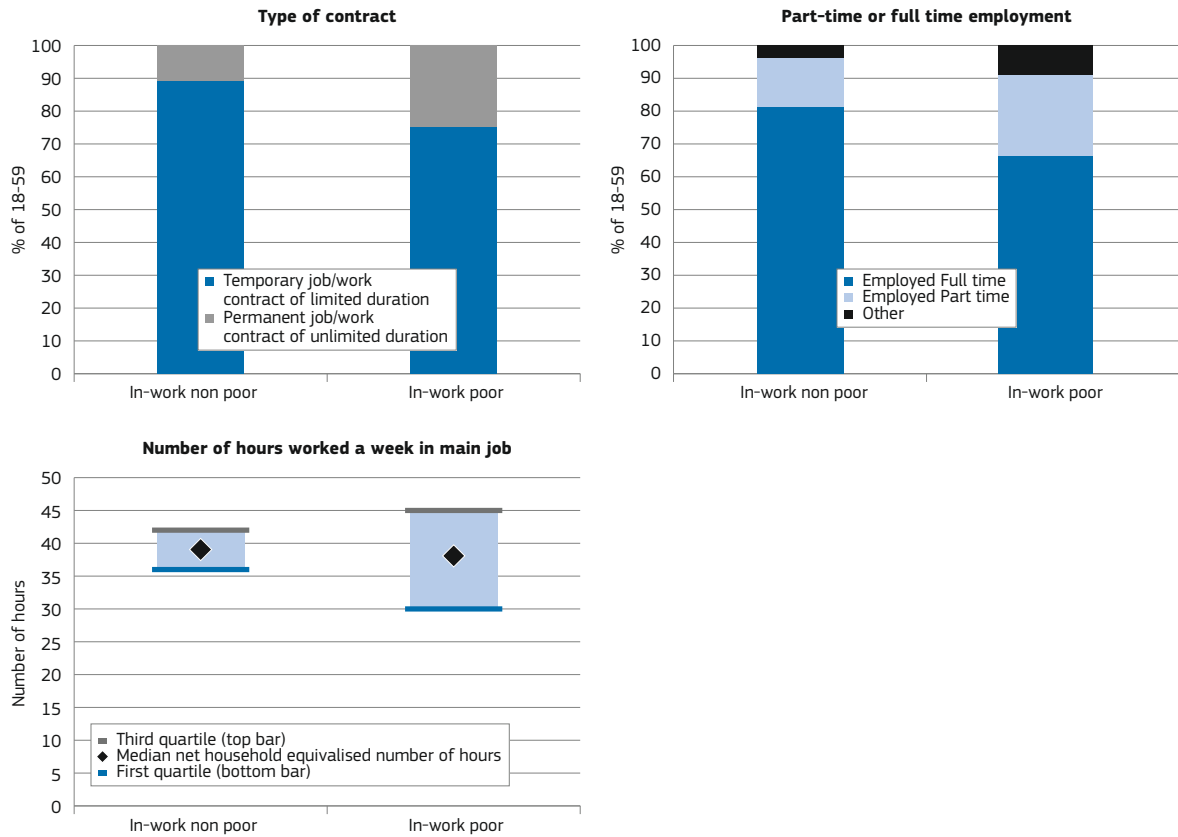 Type of contract
% of 18-59
100
90
80
70
60
50
40
30
20
10
0
Temporary job/work
contract of limited duration
Permanent job/work
contract of unlimited duration
In-work non poor
In-work poor
Part-time or full time employment
% of 18-59
100
90
80
70
60
50
40
30
20
10
0
Employed Full time
Employed Part time
Other
In-work non poor
In-work poor
Number of hours worked a week in main job
Number of hours
50
45
40
35
30
25
20
15
10
5
0
Third quartile (top bar)
Median net household equivalised number of hours
First quartile (bottom bar)
In-work non poor
In-work poor